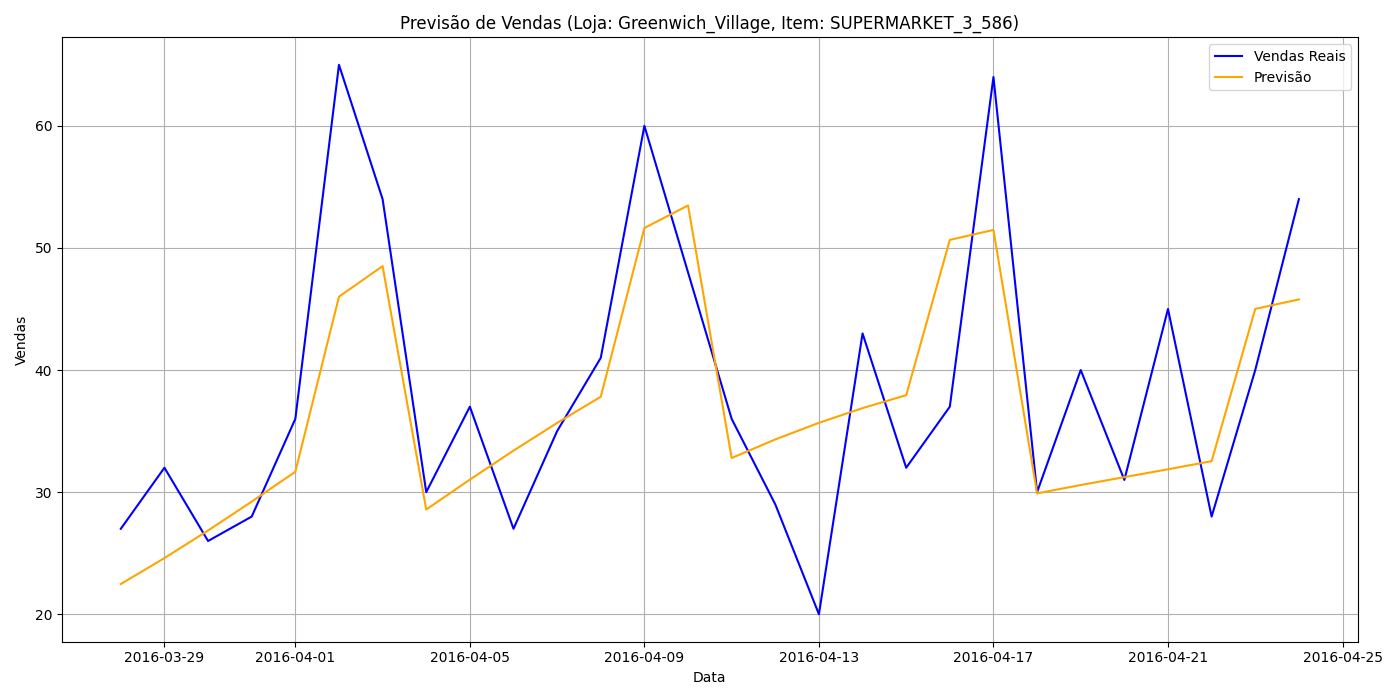 Previsão de Vendas (Loja: Greenwich_Village, Item: SUPERMARKET_3_586)
Vendas Reais
Previsão
Vendas
60
50
40
30
20
2016-03-29 2016-04-01 2016-04-05 2016-04-09 2016-04-13 2016-04-17 2016-04-21 2016-04-25
Data